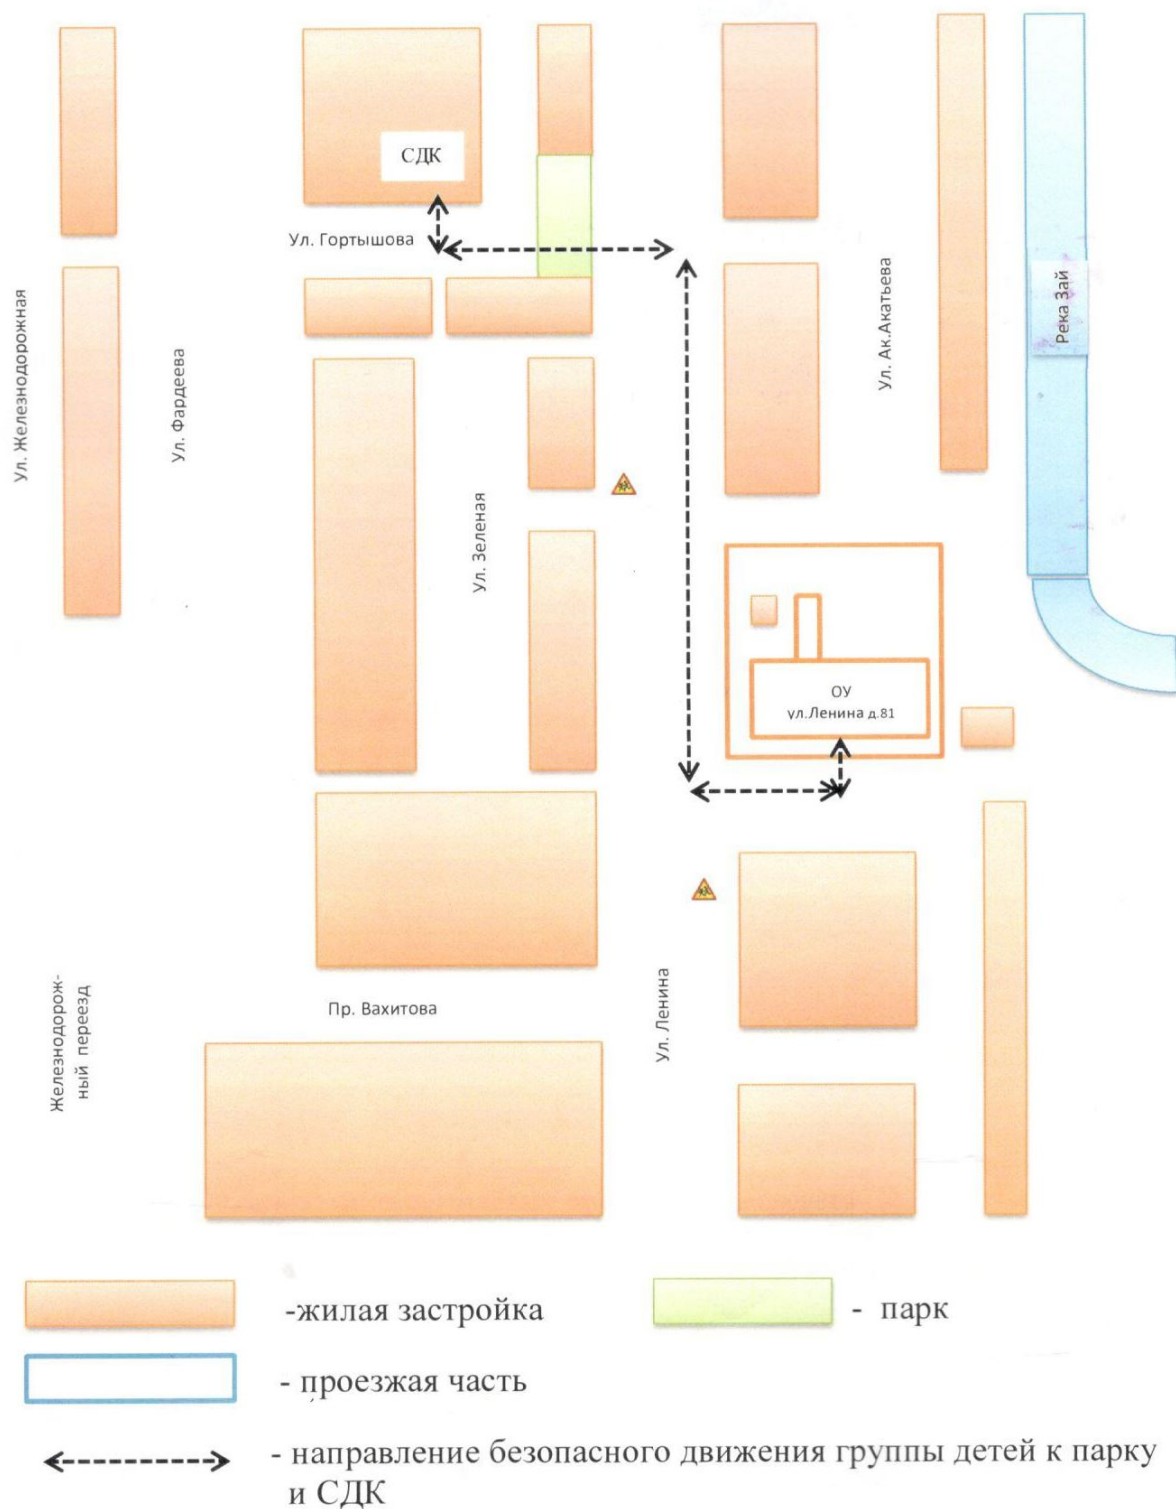 СДК
Ул. Гортышова
Ул. Железнодорожная
Ул. Фардеева
Ул. Ак.Акатьева
Река Зай
Ул. Зеленая
ОУ
ул.Ленина д.81
Железнодорож-
ный переезд
Пр. Вахитова
Ул. Ленина
-жилая застройка
- парк
- проезжая часть
- направление безопасного движения группы детей к парку
и СДК